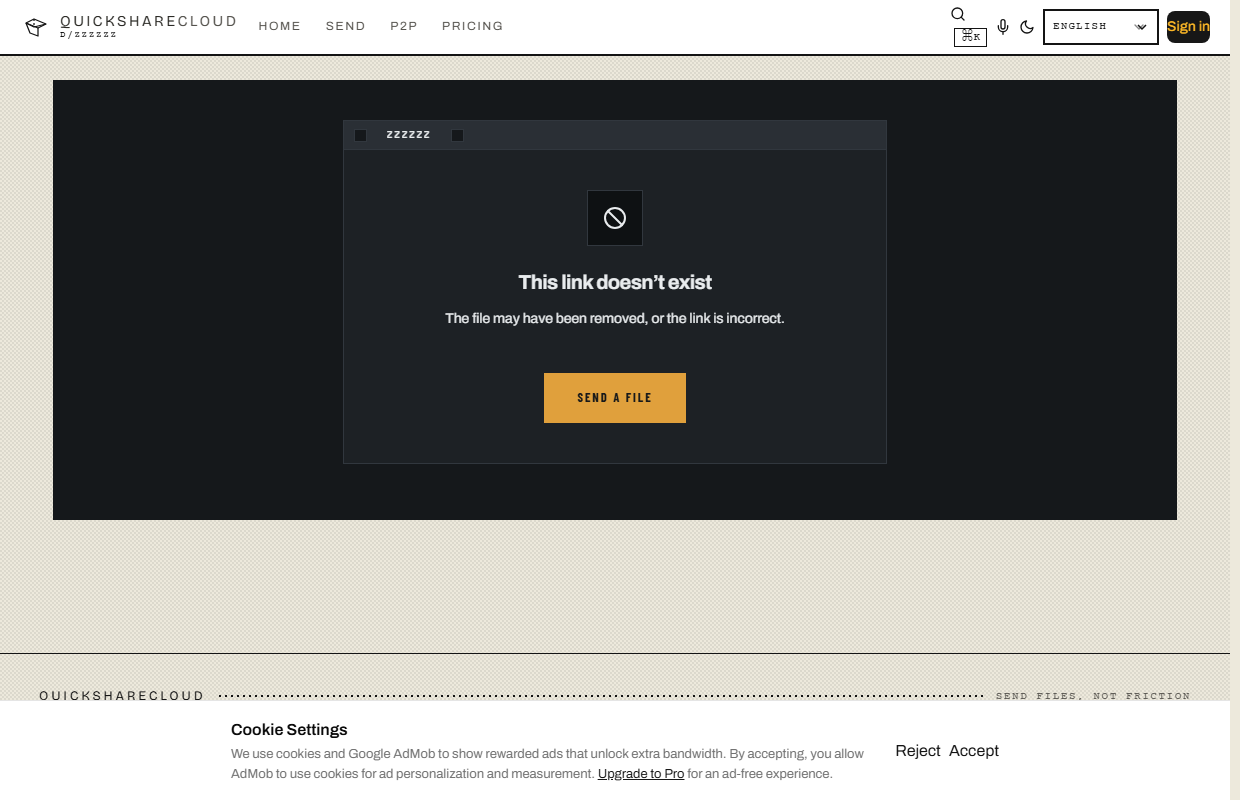 QUICKSHARECLOUD
D/ZZZZZZ
HOME SEND P2P PRICING
⌘K
ENGLISH
Sign in
ZZZZZZ
This link doesn’t exist
The file may have been removed, or the link is incorrect.
SEND A FILE
QUICKSHARECLOUD
SEND FILES, NOT FRICTION
Cookie Settings
We use cookies and Google AdMob to show rewarded ads that unlock extra bandwidth. By accepting, you allow
AdMob to use cookies for ad personalization and measurement. Upgrade to Pro for an ad-free experience.
Reject Accept